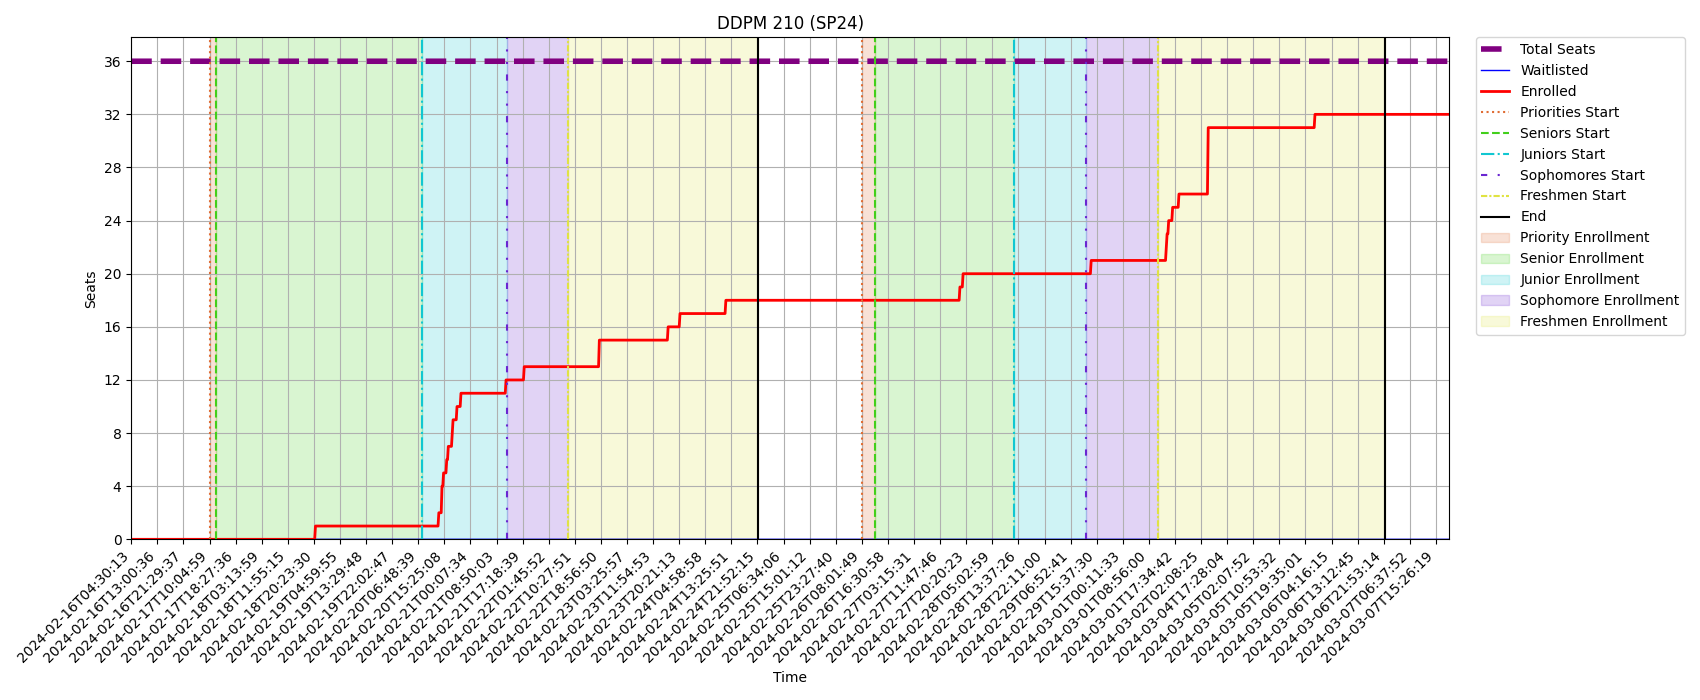 DDPM 210 (SP24)
Seats
36
32
28
24
20
16
12
8
4
0
2024-02-16T04:30:13
2024-02-16T13:00:36
2024-02-16T21:29:37
2024-02-17T10:04:59
2024-02-17T18:27:36
2024-02-18T03:13:59
2024-02-18T11:55:15
2024-02-18T20:23:30
2024-02-19T04:59:55
2024-02-19T13:29:48
2024-02-19T22:02:47
2024-02-20T06:48:39
2024-02-20T15:25:08
2024-02-21T00:07:34
2024-02-21T08:50:03
2024-02-21T17:18:39
2024-02-22T01:45:52
2024-02-22T10:27:51
2024-02-22T18:56:50
2024-02-23T03:25:57
2024-02-23T11:54:53
2024-02-23T20:21:13
2024-02-24T04:58:58
2024-02-24T13:25:51
2024-02-24T21:52:15
2024-02-25T06:34:06
2024-02-25T15:01:12
2024-02-25T23:27:40
2024-02-26T08:01:49
2024-02-26T16:30:58
2024-02-27T03:15:31
2024-02-27T11:47:46
2024-02-27T20:20:23
2024-02-28T05:02:59
2024-02-28T13:37:26
2024-02-28T22:11:00
2024-02-29T06:52:41
2024-02-29T15:37:30
2024-03-01T00:11:33
2024-03-01T08:56:00
2024-03-01T17:34:42
2024-03-02T02:08:25
2024-03-04T17:28:04
2024-03-05T02:07:52
2024-03-05T10:53:32
2024-03-05T19:35:01
2024-03-06T04:16:15
2024-03-06T13:12:45
2024-03-06T21:53:14
2024-03-07T06:37:52
2024-03-07T15:26:19
Time
Total Seats
Waitlisted
Enrolled
Priorities Start
Seniors Start
Juniors Start
Sophomores Start
Freshmen Start
End
Priority Enrollment
Senior Enrollment
Junior Enrollment
Sophomore Enrollment
Freshmen Enrollment